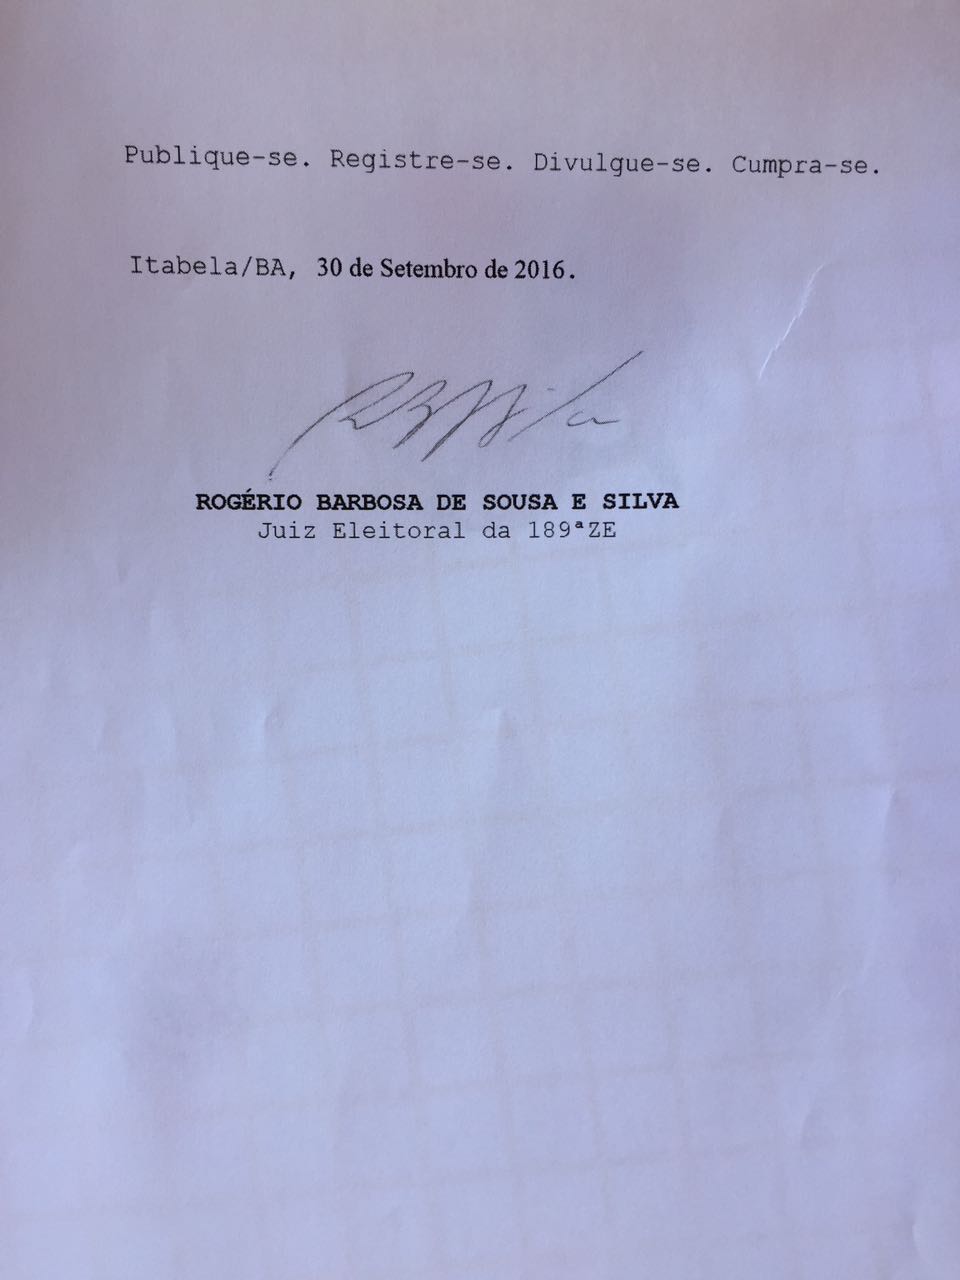 Publique-se. Registre-se. Divulgue-se. Cumpra-se.
Itabela/BA, 30 de Setembro de 2016.
ROGÉRIO BARBOSA DE SOUSA E SILVA
Juiz Eleitoral da 189ªZE